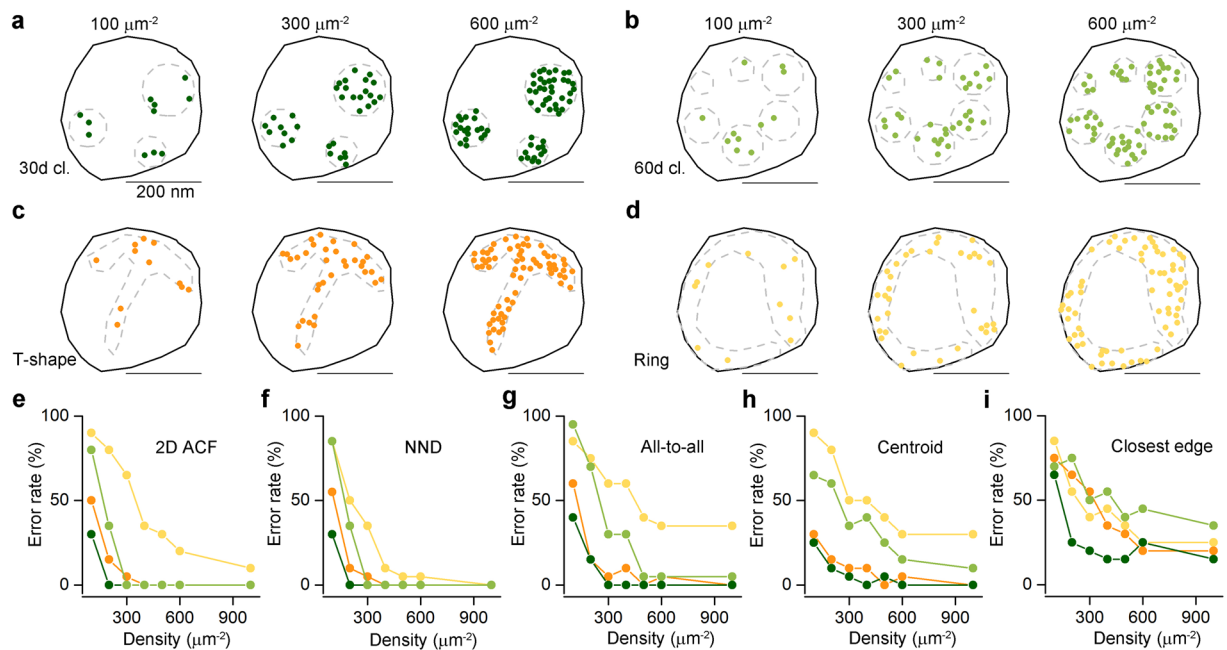 a 100 μm-2 300 μm-2 600 μm-2
30d cl.
200 nm
b 100 μm-2 300 μm-2 600 μm-2
60d cl.
c
T-shape
d
Ring
e
2D ACF
Error rate (%)
100
50
0
300 600 900
Density (μm-2)
f
NND
Error rate (%)
100
50
0
300 600 900
Density (μm-2)
g
All-to-all
Error rate (%)
100
50
0
300 600 900
Density (μm-2)
h
Centroid
Error rate (%)
100
50
0
300 600 900
Density (μm-2)
i
Closest edge
Error rate (%)
100
50
0
300 600 900
Density (μm-2)